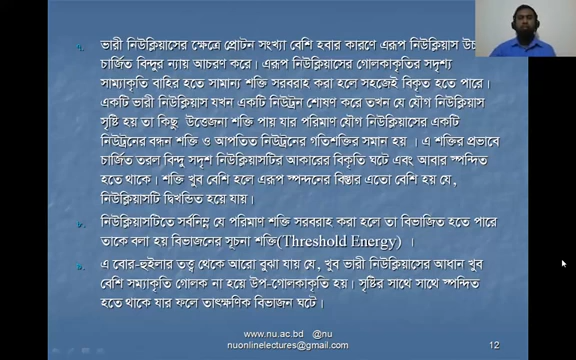 ৭. ভারী নিউক্লিয়াসের ক্ষেত্রে প্রোটন সংখ্যা বেশি হবার কারণে এরূপ নিউক্লিয়াস উচ্চ
চার্জিত বিন্দুর ন্যায় আচরণ করে। এরূপ নিউক্লিয়াসের গোলকাকৃতির সদৃশ্য
সাম্যাকৃতি বাহির হতে সামান্য শক্তি সরবরাহ করা হলে সহজেই বিকৃত হতে পারে।
একটি ভারী নিউক্লিয়াস যখন একটি নিউট্রন শোষণ করে তখন যে যৌগ নিউক্লিয়াস
সৃষ্টি হয় তা কিছু উত্তেজনা শক্তি পায় যার পরিমাণ যৌগ নিউক্লিয়াসের একটি
নিউট্রনের বন্ধন শক্তি ও আপতিত নিউট্রনের গতিশক্তির সমান হয় । এ শক্তির প্রভাবে
চার্জিত তরল বিন্দু সদৃশ নিউক্লিয়াসটির আকারের বিকৃতি ঘটে এবং আবার স্পন্দিত
হতে থাকে। শক্তি খুব বেশি হলে এরূপ স্পন্দনের বিস্তার এতো বেশি হয় যে,
নিউক্লিয়াসটি দ্বিখন্ডিত হয়ে যায়।
৮. নিউক্লিয়াসটিতে সর্বনিম্ন যে পরিমাণ শক্তি সরবরাহ করা হলে তা বিভাজিত হতে পারে
তাকে বলা হয় বিভাজনের সূচনা শক্তি(Threshold Energy) ।
৯. এ বোর-হুইলার তত্ত্ব থেকে আরো বুঝা যায় যে, খুব ভারী নিউক্লিয়াসের আধান খুব
বেশি সম্যাকৃতি গোলক না হয়ে উপ-গোলকাকৃতি হয়। সৃষ্টির সাথে সাথে স্পন্দিত
হতে থাকে যার ফলে তাৎক্ষণিক বিভাজন ঘটে।
www.nu.ac.bd @nu
nuonlinelectures@gmail.com
12